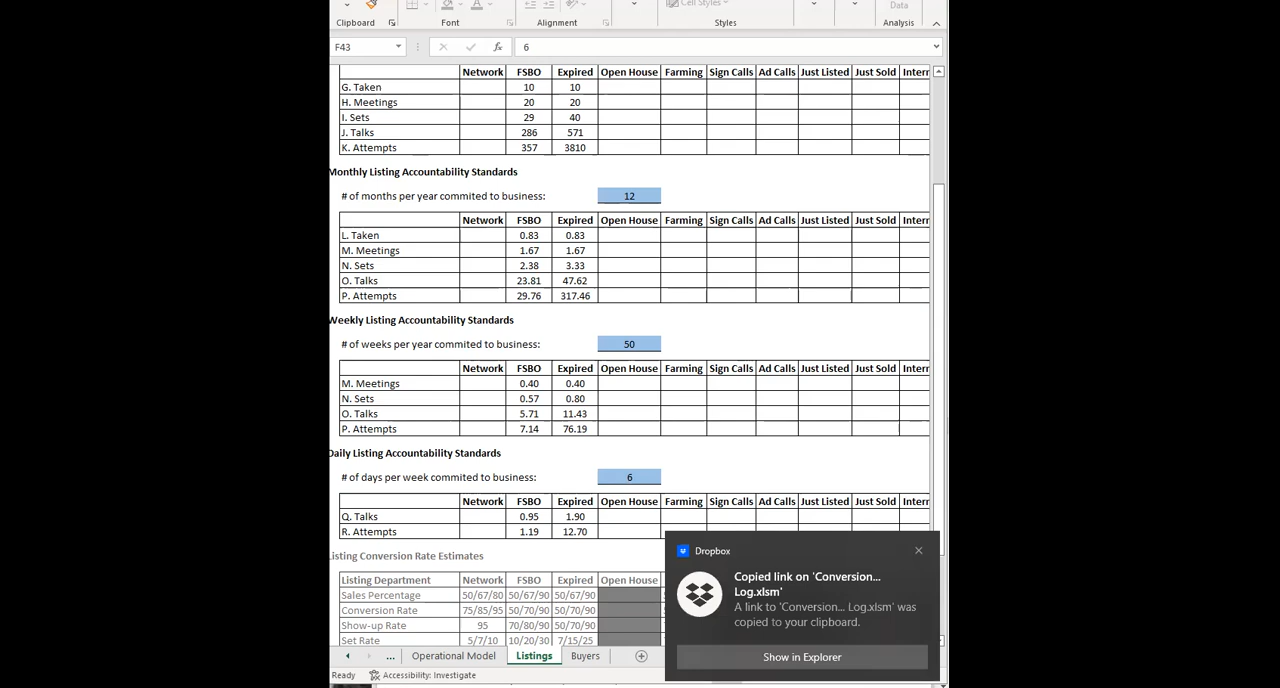 Cell Styles
Data
Clipboard Font Alignment Styles Analysis
F43 fx 6
Network FSBO Expired Open House Farming Sign Calls Ad Calls Just Listed Just Sold Intern
G. Taken 10 10
H. Meetings 20 20
I. Sets 29 40
J. Talks 286 571
K. Attempts 357 3810
Monthly Listing Accountability Standards
# of months per year commited to business: 12
Network FSBO Expired Open House Farming Sign Calls Ad Calls Just Listed Just Sold Intern
L. Taken 0.83 0.83
M. Meetings 1.67 1.67
N. Sets 2.38 3.33
O. Talks 23.81 47.62
P. Attempts 29.76 317.46
Weekly Listing Accountability Standards
# of weeks per year commited to business: 50
Network FSBO Expired Open House Farming Sign Calls Ad Calls Just Listed Just Sold Intern
M. Meetings 0.40 0.40
N. Sets 0.57 0.80
O. Talks 5.71 11.43
P. Attempts 7.14 76.19
Daily Listing Accountability Standards
# of days per week commited to business: 6
Network FSBO Expired Open House Farming Sign Calls Ad Calls Just Listed Just Sold Intern
Q. Talks 0.95 1.90
R. Attempts 1.19 12.70
Listing Conversion Rate Estimates
Listing Department Network FSBO Expired Open House
Sales Percentage 50/67/80 50/67/90 50/67/90
Conversion Rate 75/85/95 50/70/90 50/70/90
Show-up Rate 95 70/80/90 50/70/90
Set Rate 5/7/10 10/20/30 7/15/25
Dropbox
Copied link on 'Conversion...
Log.xlsm'
A link to 'Conversion... Log.xlsm' was
copied to your clipboard.
Show in Explorer
... Operational Model Listings Buyers
Ready Accessibility: Investigate